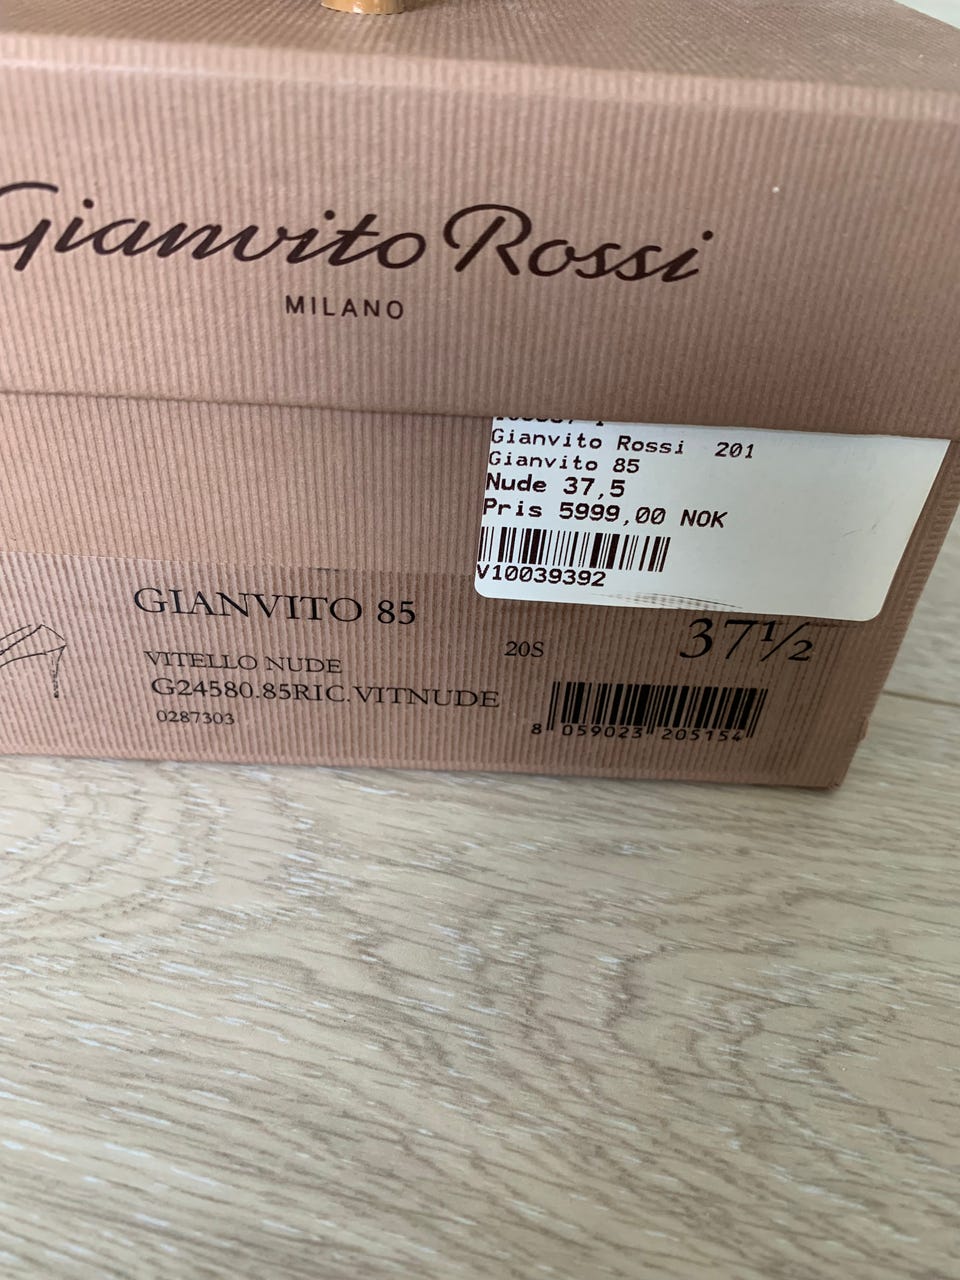 Gianvito Rossi
MILANO
Gianvito Rossi 201
Gianvito 85
Nude 37,5
Pris 5999,00 NOK
V10039392
GIANVITO 85
37½
20S
VITELLO NUDE
G24580.85RIC.VITNUDE
0287303
8 059023 205154